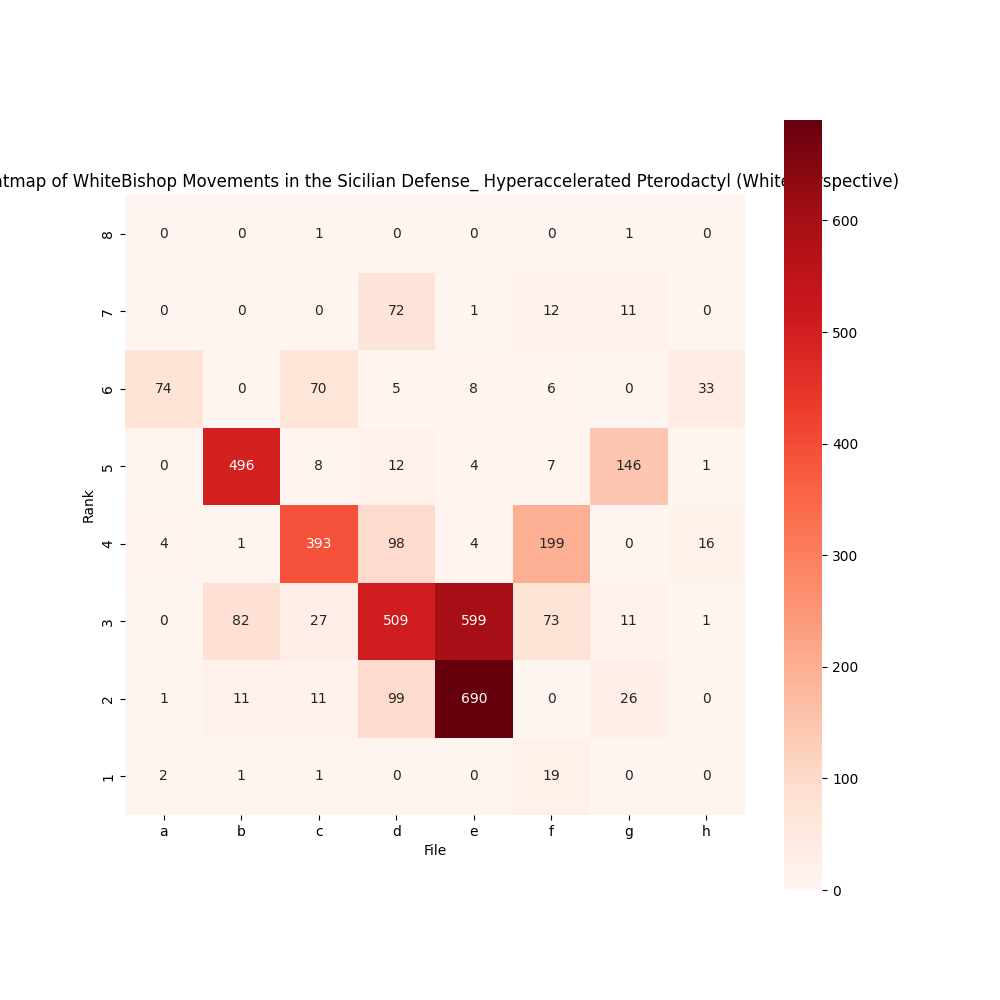 atmap of WhiteBishop Movements in the Sicilian Defense_ Hyperaccelerated Pterodactyl (White spective)
8 0 0 1 0 0 0 1 0
7 0 0 0 72 1 12 11 0
6 74 0 70 5 8 6 0 33
5 0 496 8 12 4 7 146 1
4 4 1 393 98 4 199 0 16
3 0 82 27 509 599 73 11 1
2 1 11 11 99 690 0 26 0
1 2 1 1 0 0 19 0 0
a b c d e f g h
File
Rank
600
500
400
300
200
100
0